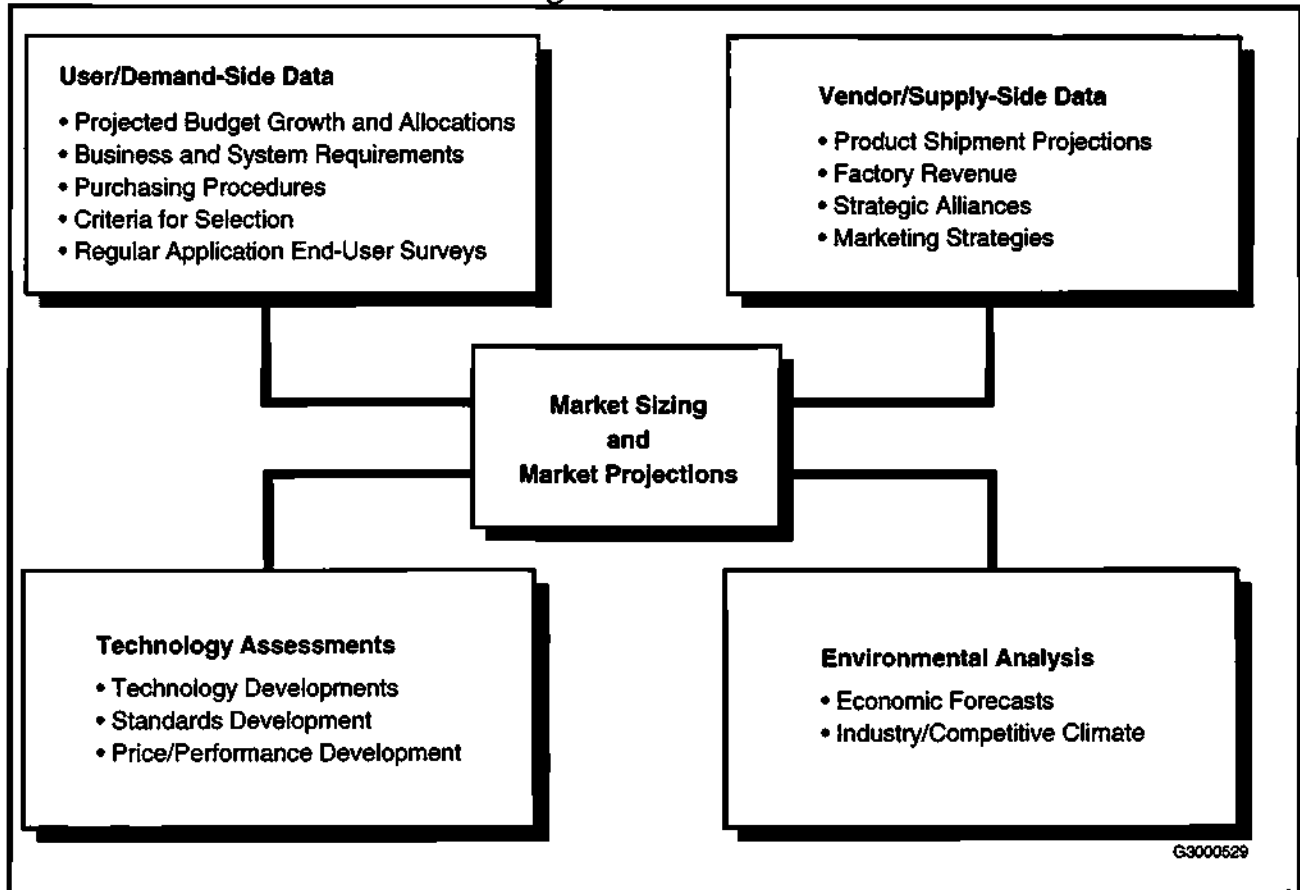 User/Demand-Side Data
• Projected Budget Growth and Allocations
• Business and System Requirements
• Purchasing Procedures
• Criteria for Selection
• Regular Application End-User Surveys
Vendor/Supply-Side Data
• Product Shipment Projections
• Factory Revenue
• Strategic Alliances
• Marketing Strategies
Market Sizing
and
Market Projections
Technology Assessments
• Technology Developments
• Standards Development
• Price/Performance Development
Environmental Analysis
• Economic Forecasts
• Industry/Competitive Climate
G3000529